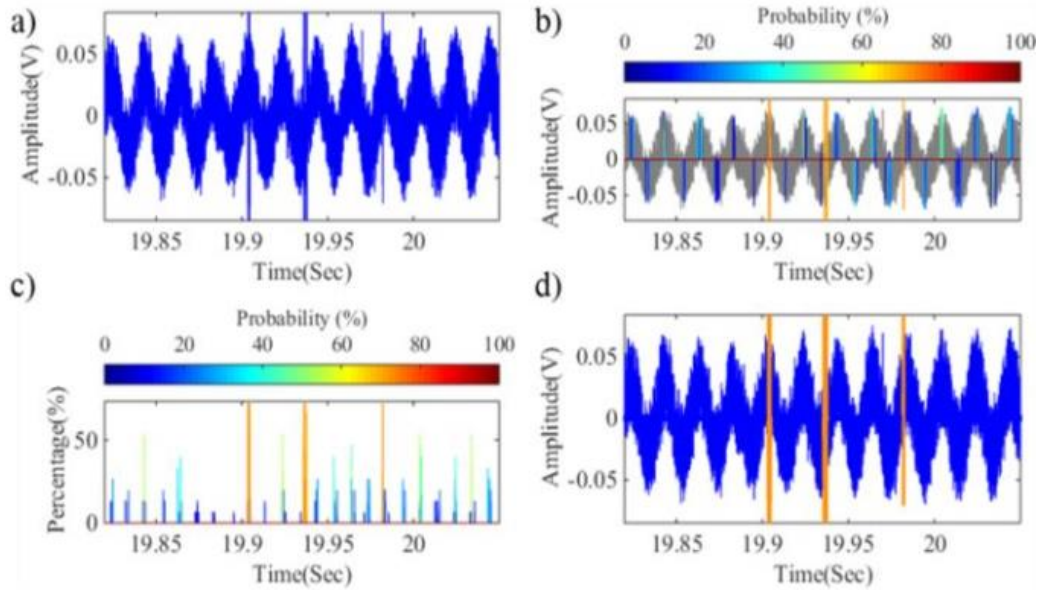 a)
Amplitude(V)
0.05
0
-0.05
19.85 19.9 19.95 20
Time(Sec)
b)
Probability (%)
0 20 40 60 80 100
Amplitude(V)
0.05
0
-0.05
19.85 19.9 19.95 20
Time(Sec)
c)
Probability (%)
0 20 40 60 80 100
Percentage(%)
50
0
19.85 19.9 19.95 20
Time(Sec)
d)
Amplitude(V)
0.05
0
-0.05
19.85 19.9 19.95 20
Time(Sec)